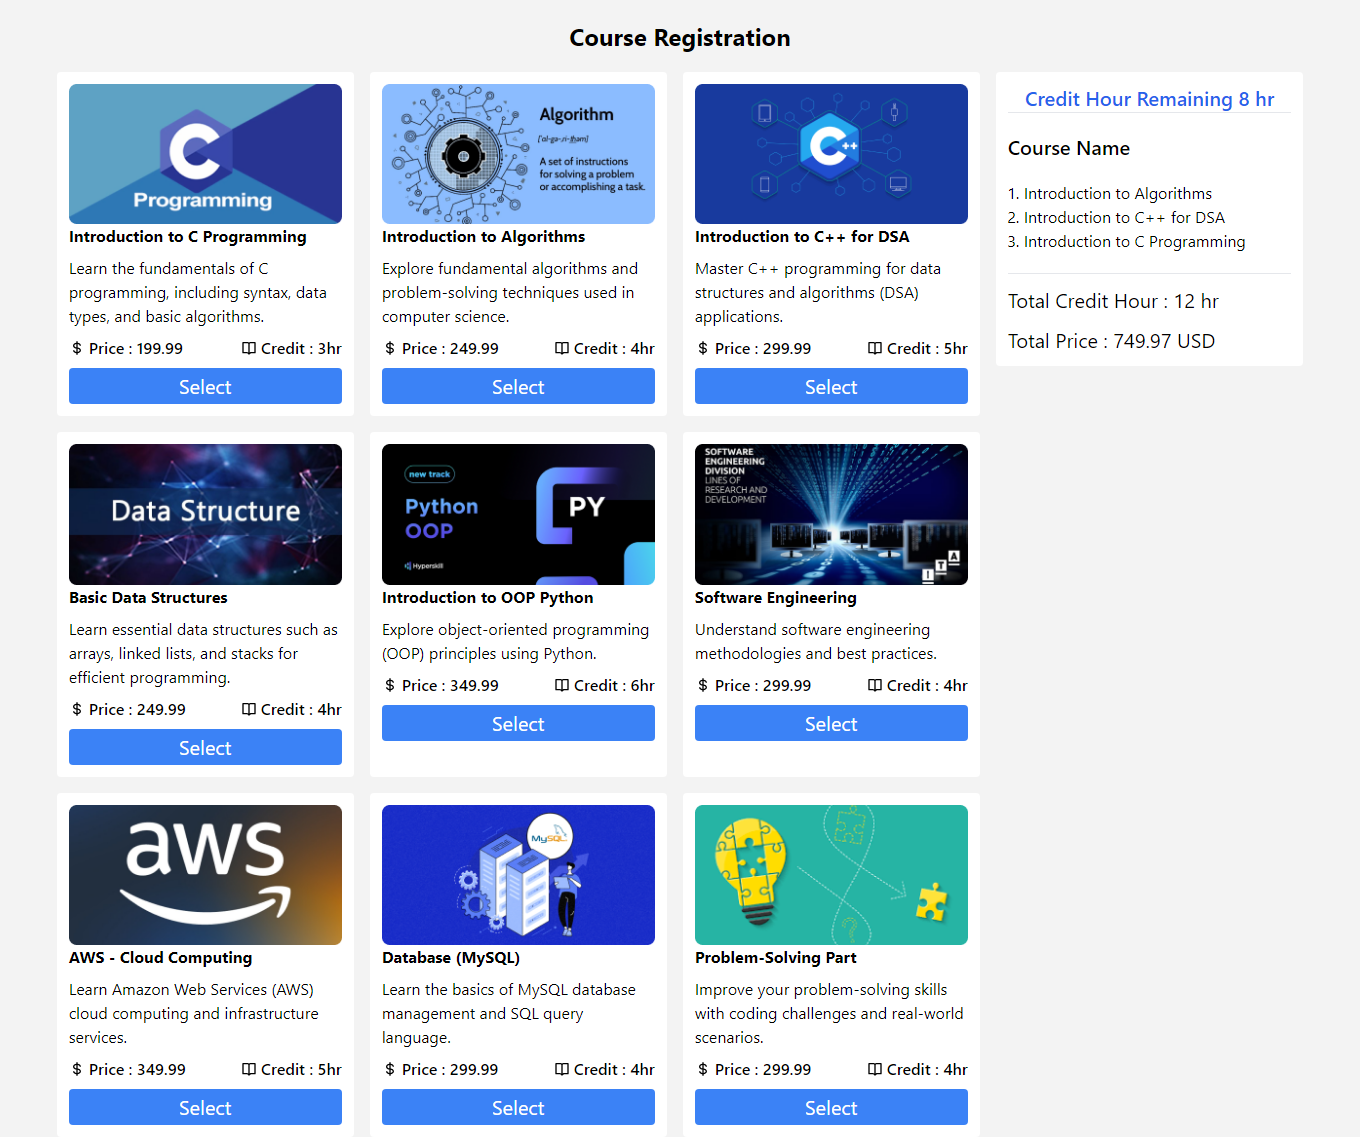 Course Registration
C
Programming
Introduction to C Programming
Learn the fundamentals of C
programming, including syntax, data
types, and basic algorithms.
$ Price : 199.99
Credit : 3hr
Select
Algorithm
A set of instructions
for solving a problem
or accomplishing a task.
Introduction to Algorithms
Explore fundamental algorithms and
problem-solving techniques used in
computer science.
$ Price : 249.99
Credit : 4hr
Select
C++
Introduction to C++ for DSA
Master C++ programming for data
structures and algorithms (DSA)
applications.
$ Price : 299.99
Credit : 5hr
Select
Credit Hour Remaining 8 hr
Course Name
1. Introduction to Algorithms
2. Introduction to C++ for DSA
3. Introduction to C Programming
Total Credit Hour : 12 hr
Total Price : 749.97 USD
Data Structure
Basic Data Structures
Learn essential data structures such as
arrays, linked lists, and stacks for
efficient programming.
$ Price : 249.99
Credit : 4hr
Select
new track
Python
OOP
PY
Hyperskill
Introduction to OOP Python
Explore object-oriented programming
(OOP) principles using Python.
$ Price : 349.99
Credit : 6hr
Select
SOFTWARE
ENGINEERING
DIVISION
LINES OF
RESEARCH AND
DEVELOPMENT
I T A
Software Engineering
Understand software engineering
methodologies and best practices.
$ Price : 299.99
Credit : 4hr
Select
aws
AWS - Cloud Computing
Learn Amazon Web Services (AWS)
cloud computing and infrastructure
services.
$ Price : 349.99
Credit : 5hr
Select
MySQL
Database (MySQL)
Learn the basics of MySQL database
management and SQL query
language.
$ Price : 299.99
Credit : 4hr
Select
Problem-Solving Part
Improve your problem-solving skills
with coding challenges and real-world
scenarios.
$ Price : 299.99
Credit : 4hr
Select